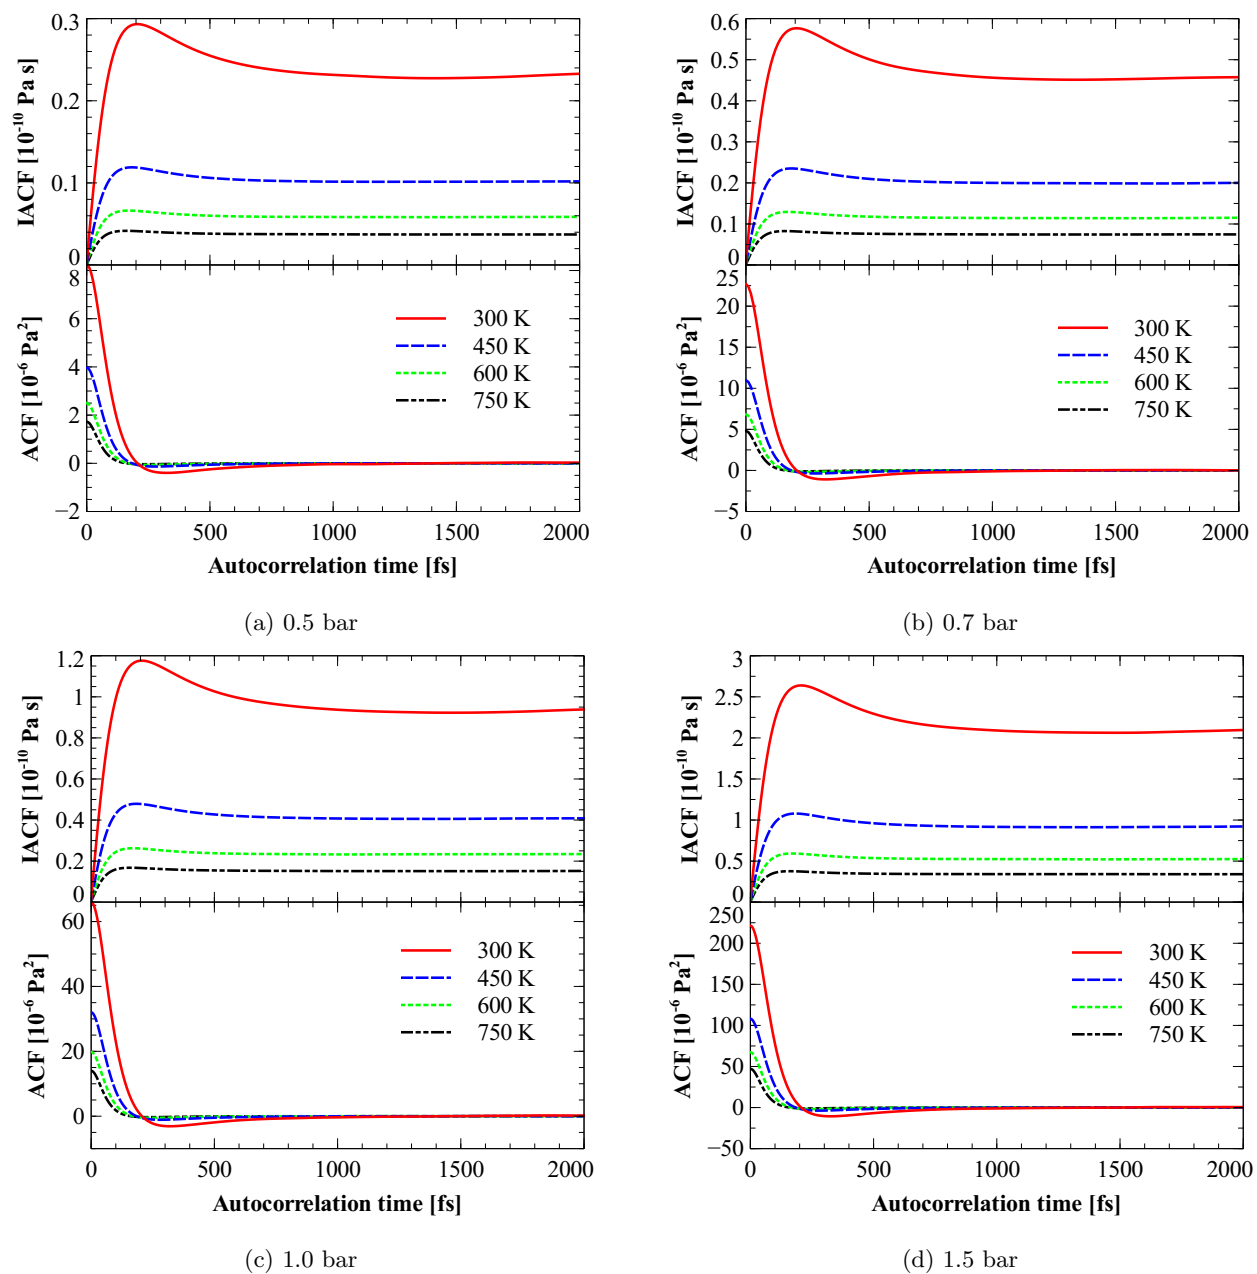 0.3
0.2
0.1
0
IACF [10⁻¹⁰ Pa s]
8
6
4
2
0
−2
ACF [10⁻⁶ Pa²]
300 K
450 K
600 K
750 K
0 500 1000 1500 2000
Autocorrelation time [fs]
(a) 0.5 bar
0.6
0.5
0.4
0.3
0.2
0.1
0
IACF [10⁻¹⁰ Pa s]
25
20
15
10
5
0
−5
ACF [10⁻⁶ Pa²]
300 K
450 K
600 K
750 K
0 500 1000 1500 2000
Autocorrelation time [fs]
(b) 0.7 bar
1.2
1
0.8
0.6
0.4
0.2
0
IACF [10⁻¹⁰ Pa s]
60
40
20
0
ACF [10⁻⁶ Pa²]
300 K
450 K
600 K
750 K
0 500 1000 1500 2000
Autocorrelation time [fs]
(c) 1.0 bar
3
2.5
2
1.5
1
0.5
0
IACF [10⁻¹⁰ Pa s]
250
200
150
100
50
0
−50
ACF [10⁻⁶ Pa²]
300 K
450 K
600 K
750 K
0 500 1000 1500 2000
Autocorrelation time [fs]
(d) 1.5 bar